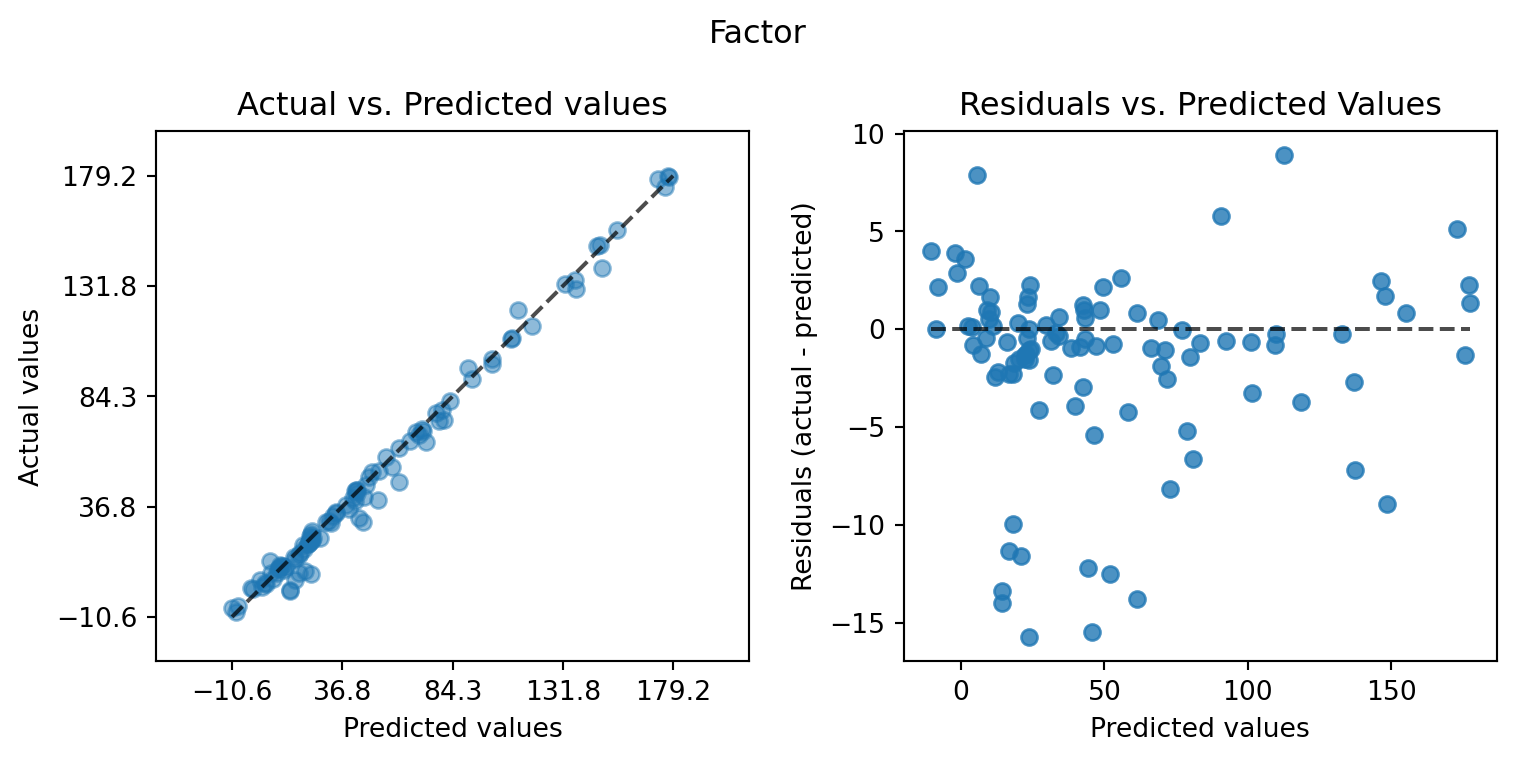 Factor
Actual vs. Predicted values
179.2
131.8
84.3
36.8
−10.6
Actual values
−10.6 36.8 84.3 131.8 179.2
Predicted values
Residuals vs. Predicted Values
10
5
0
−5
−10
−15
Residuals (actual - predicted)
0 50 100 150
Predicted values